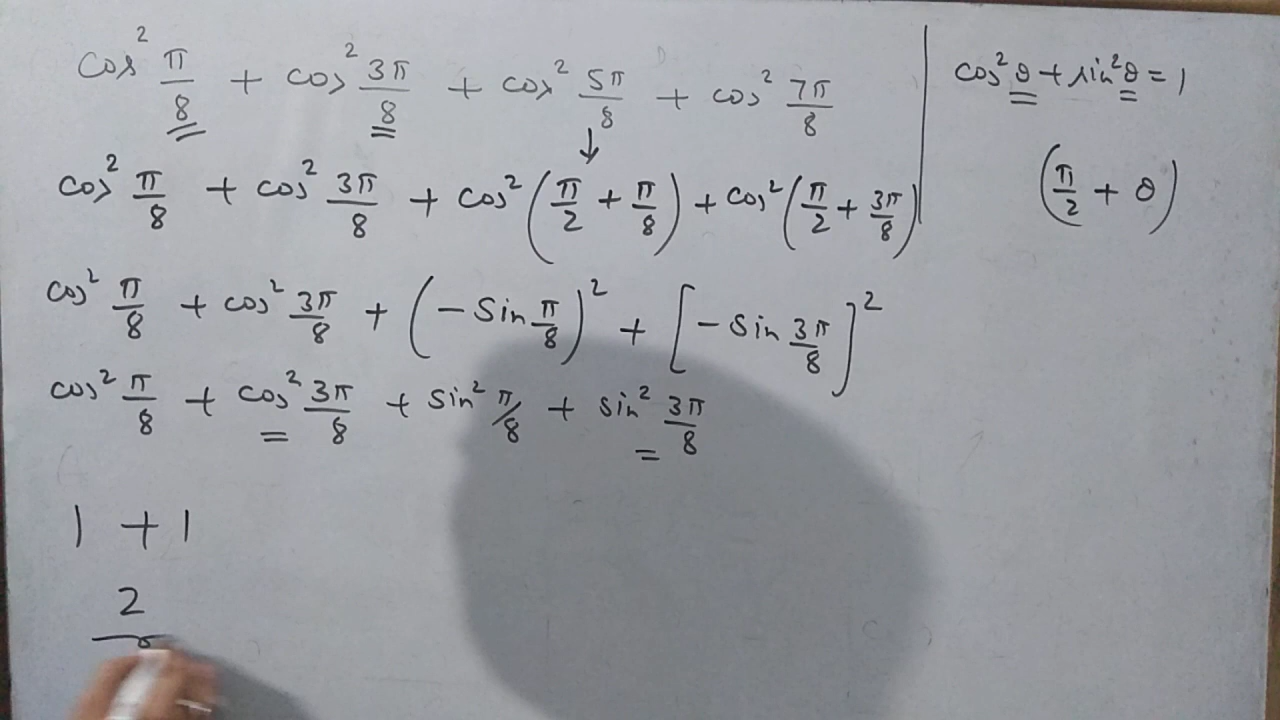 cos² π/8 + cos² 3π/8 + cos² 5π/8 + cos² 7π/8
cos² π/8 + cos² 3π/8 + cos² (π/2 + π/8) + cos² (π/2 + 3π/8)
cos² π/8 + cos² 3π/8 + (- Sin π/8)² + [- Sin 3π/8]²
cos² π/8 + cos² 3π/8 + sin² π/8 + sin² 3π/8
1 + 1
2
cos² θ + sin² θ = 1
(π/2 + θ)